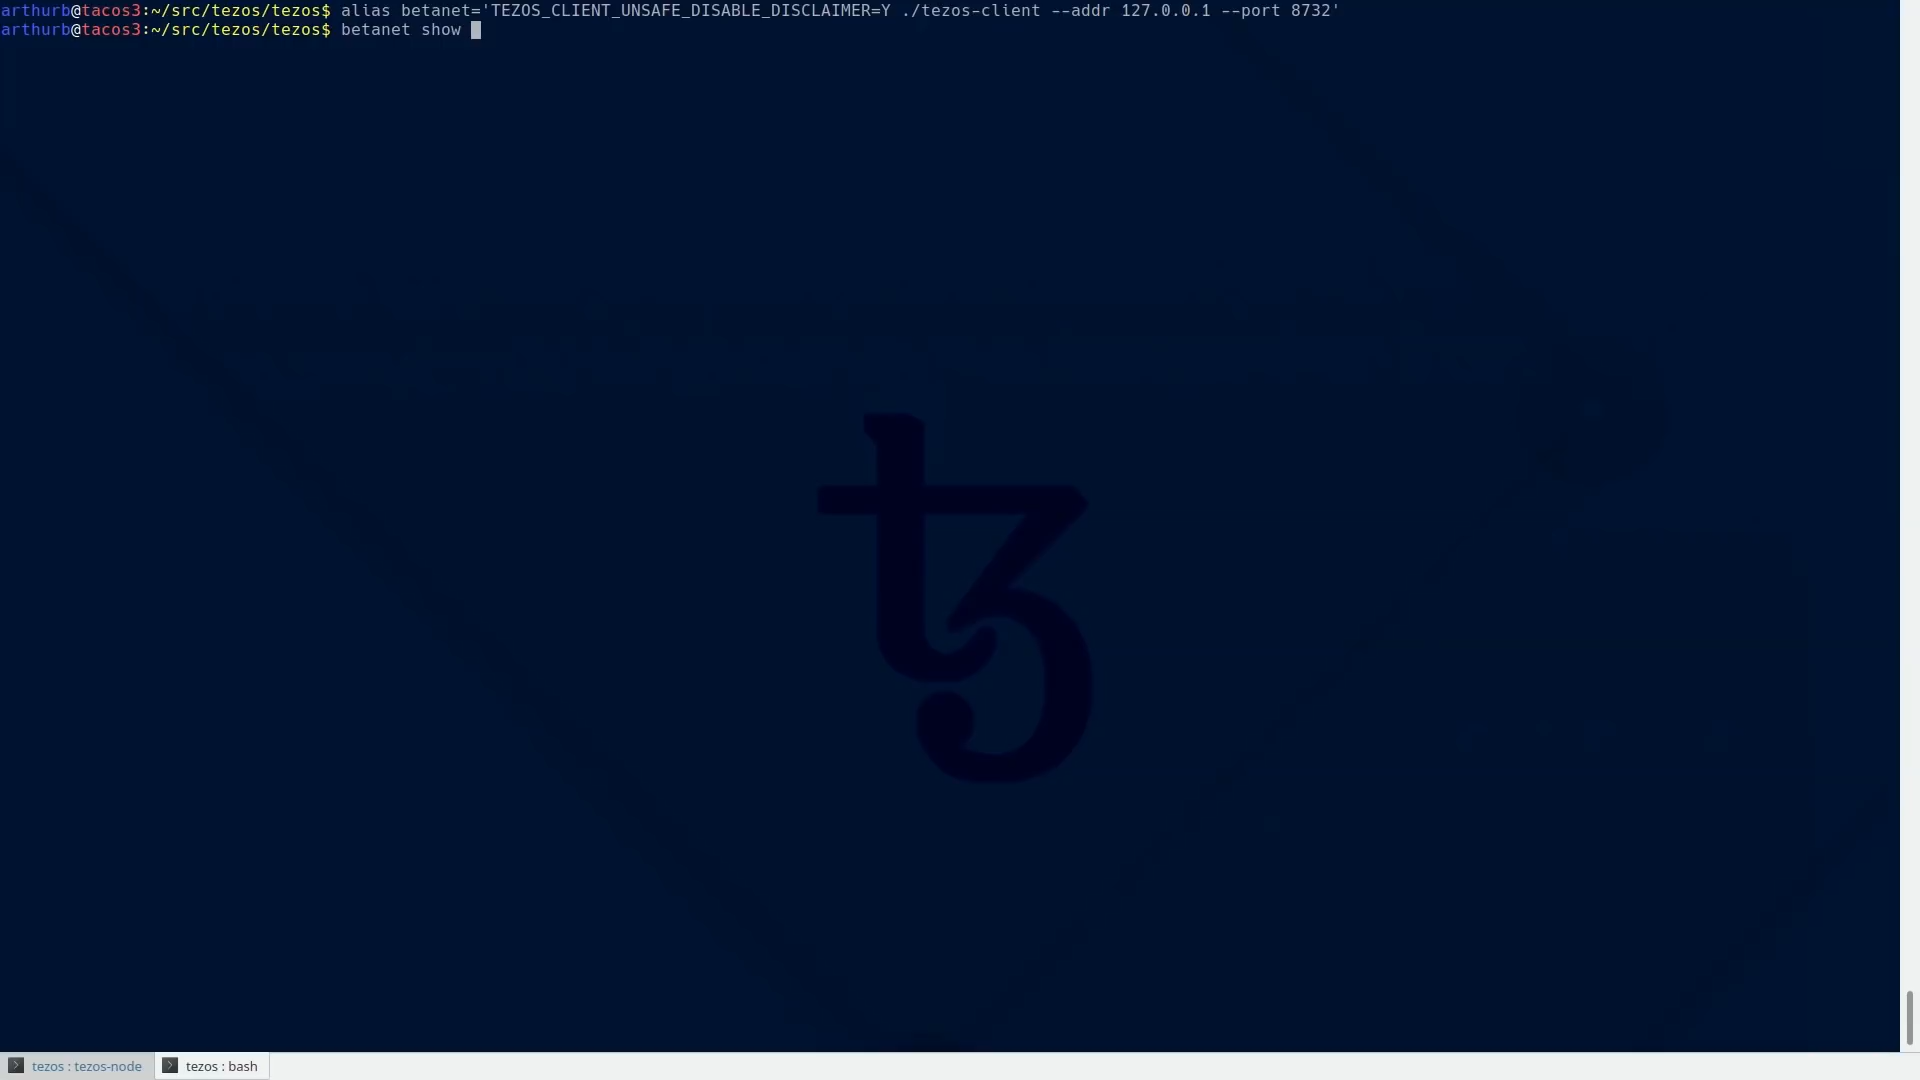 arthurb@tacos3:~/src/tezos/tezos$ alias betanet='TEZOS_CLIENT_UNSAFE_DISABLE_DISCLAIMER=Y ./tezos-client --addr 127.0.0.1 --port 8732'
arthurb@tacos3:~/src/tezos/tezos$ betanet show
tezos : tezos-node
tezos : bash